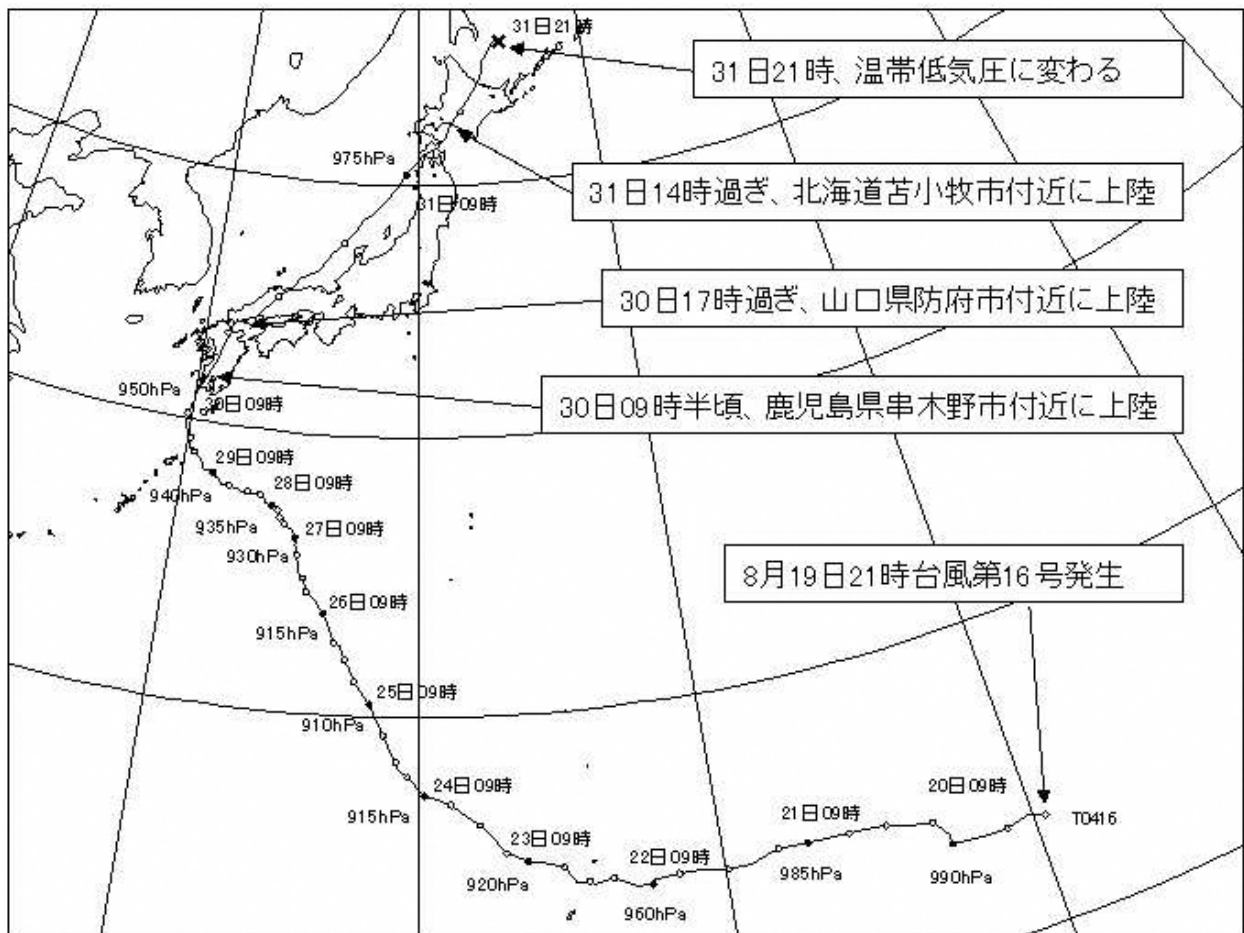 31日21時
31日21時、温帯低気圧に変わる
975hPa
31日09時
31日14時過ぎ、北海道苫小牧市付近に上陸
30日17時過ぎ、山口県防府市付近に上陸
950hPa
30日09時
30日09時半頃、鹿児島県串木野市付近に上陸
29日09時
940hPa
28日09時
935hPa
27日09時
930hPa
8月19日21時台風第16号発生
26日09時
915hPa
25日09時
910hPa
24日09時
915hPa
23日09時
920hPa
22日09時
960hPa
21日09時
985hPa
20日09時
990hPa
T0416